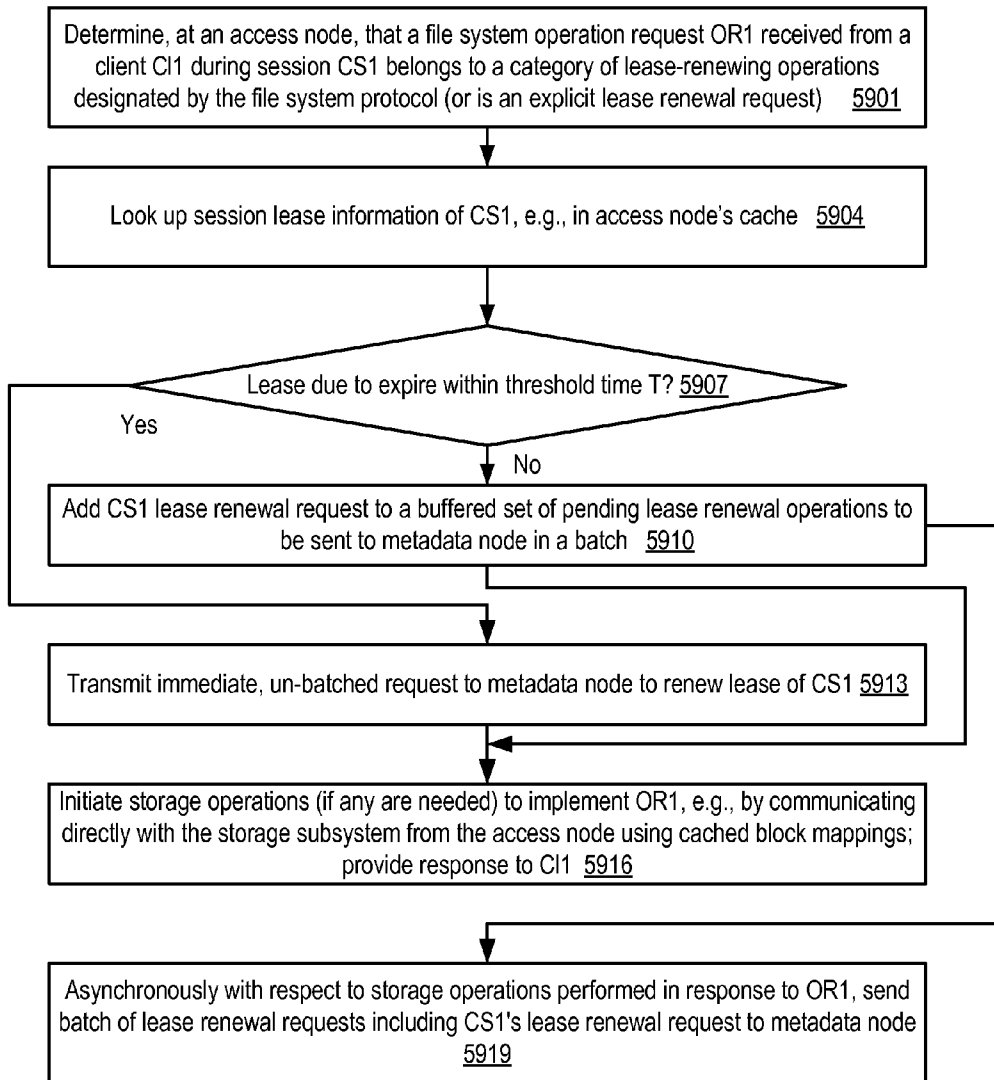 Determine, at an access node, that a file system operation request OR1 received from a
client Cl1 during session CS1 belongs to a category of lease-renewing operations
designated by the file system protocol (or is an explicit lease renewal request) 5901
Look up session lease information of CS1, e.g., in access node's cache 5904
Lease due to expire within threshold time T? 5907
Yes
No
Add CS1 lease renewal request to a buffered set of pending lease renewal operations to
be sent to metadata node in a batch 5910
Transmit immediate, un-batched request to metadata node to renew lease of CS1 5913
Initiate storage operations (if any are needed) to implement OR1, e.g., by communicating
directly with the storage subsystem from the access node using cached block mappings;
provide response to Cl1 5916
Asynchronously with respect to storage operations performed in response to OR1, send
batch of lease renewal requests including CS1's lease renewal request to metadata node
5919